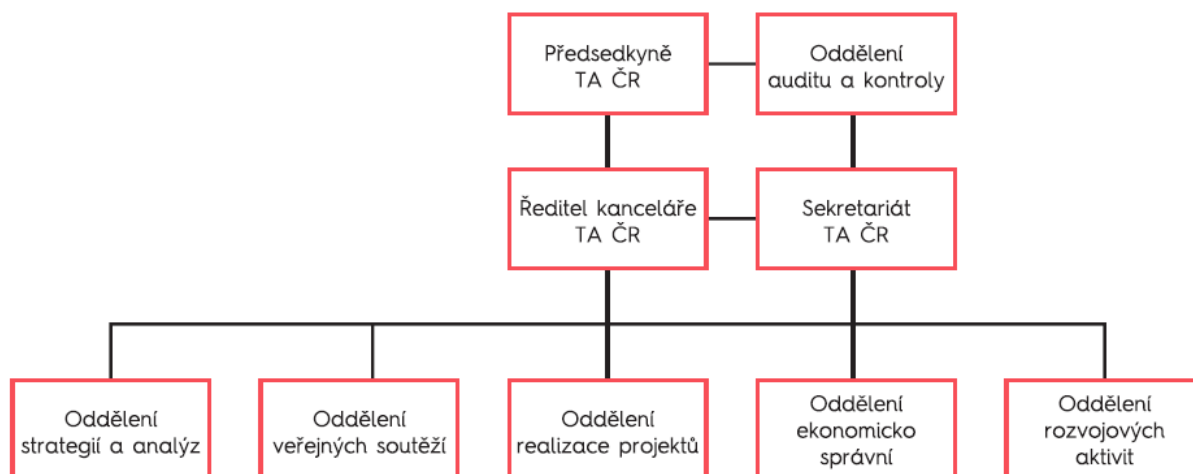 Předsedkyně
TA ČR
Oddělení
auditu a kontroly
Ředitel kanceláře
TA ČR
Sekretariát
TA ČR
Oddělení
strategií a analýz
Oddělení
veřejných soutěží
Oddělení
realizace projektů
Oddělení
ekonomicko
správní
Oddělení
rozvojových
aktivit